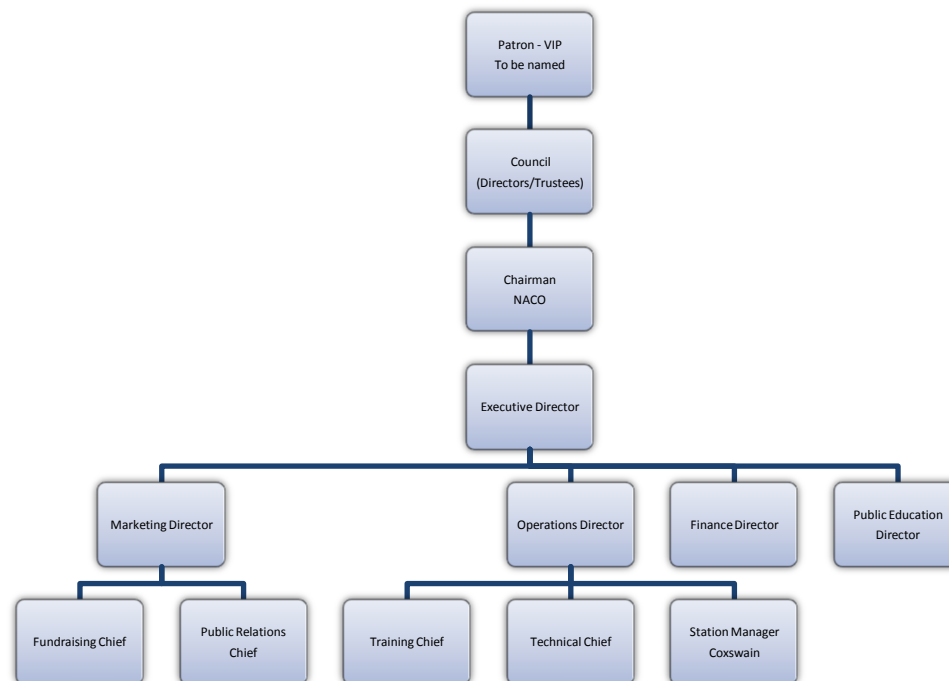 Patron - VIP
To be named
Council
(Directors/Trustees)
Chairman
NACO
Executive Director
Marketing Director
Operations Director
Finance Director
Public Education
Director
Fundraising Chief
Public Relations
Chief
Training Chief
Technical Chief
Station Manager
Coxswain